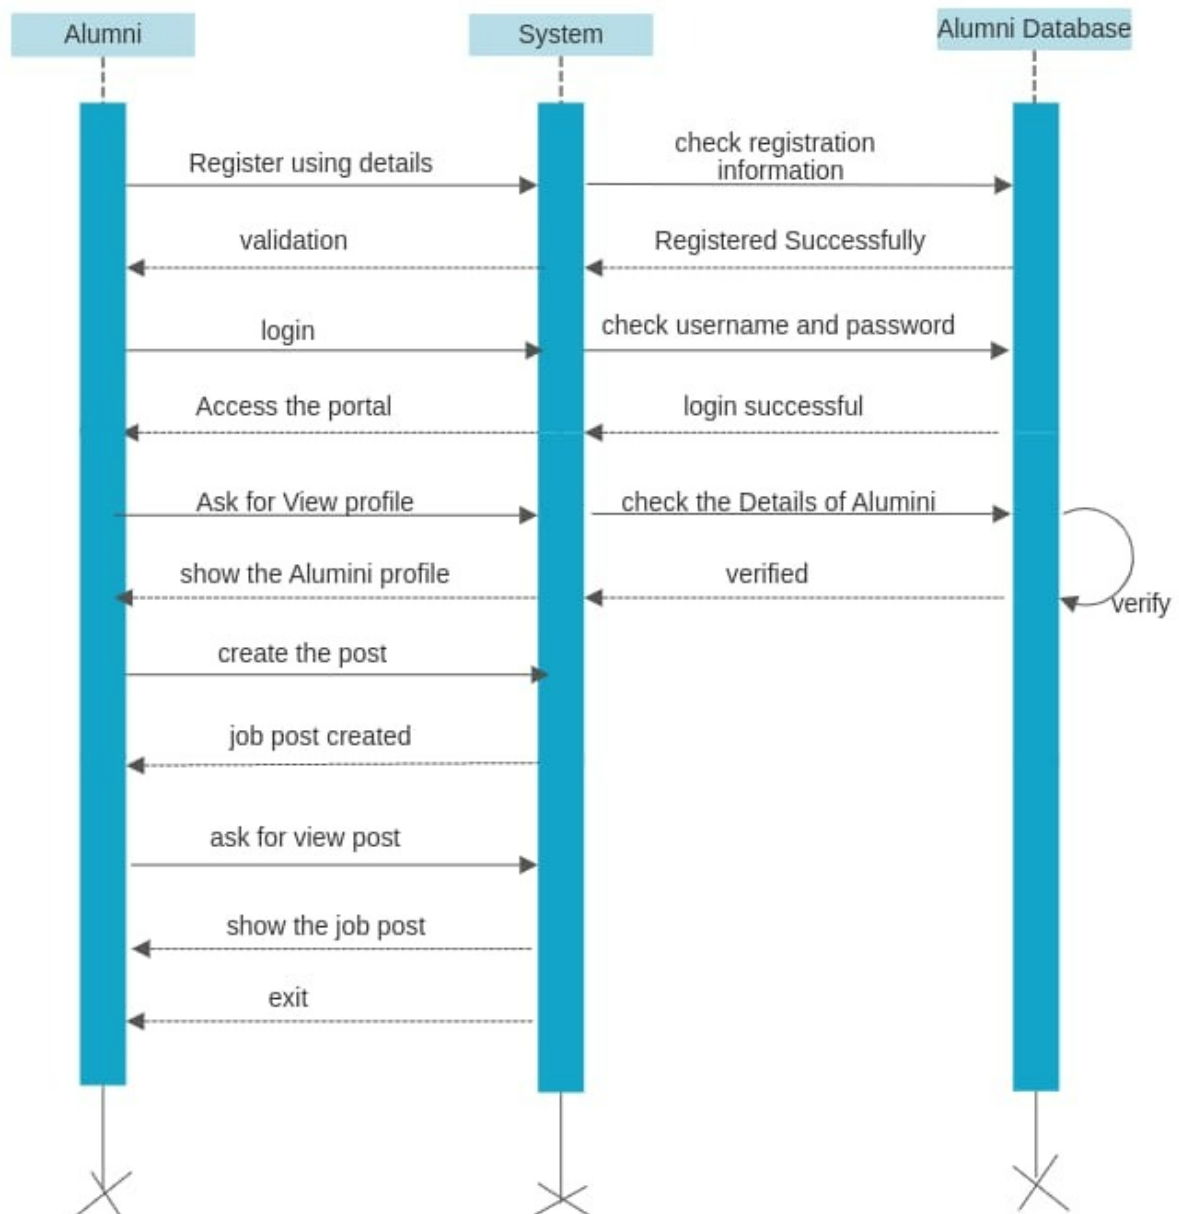 Alumni
System
Alumni Database
Register using details
check registration
information
validation
Registered Successfully
login
check username and password
Access the portal
login successful
Ask for View profile
check the Details of Alumini
show the Alumini profile
verified
verify
create the post
job post created
ask for view post
show the job post
exit